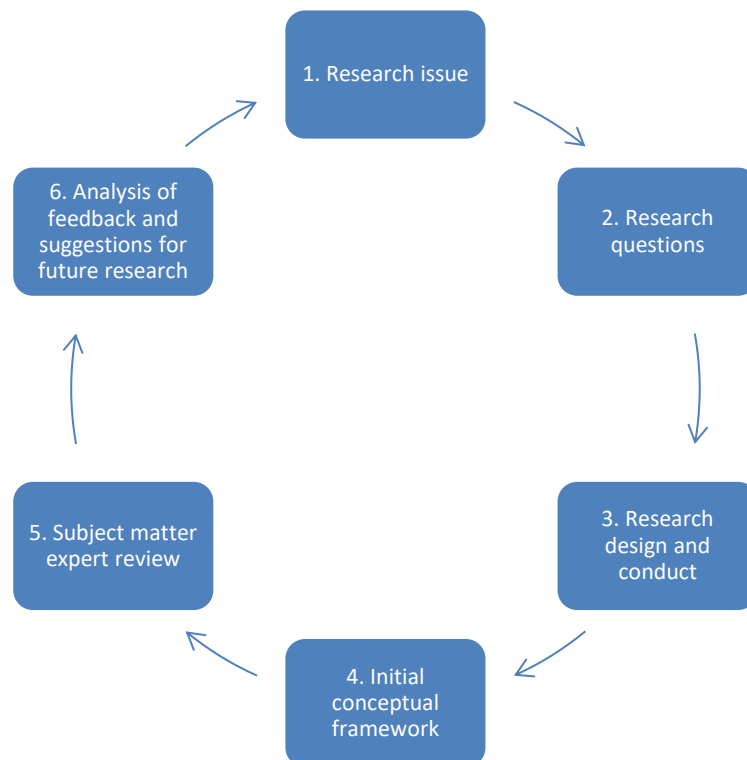 1. Research issue
2. Research
questions
3. Research
design and
conduct
4. Initial
conceptual
framework
5. Subject matter
expert review
6. Analysis of
feedback and
suggestions for
future research